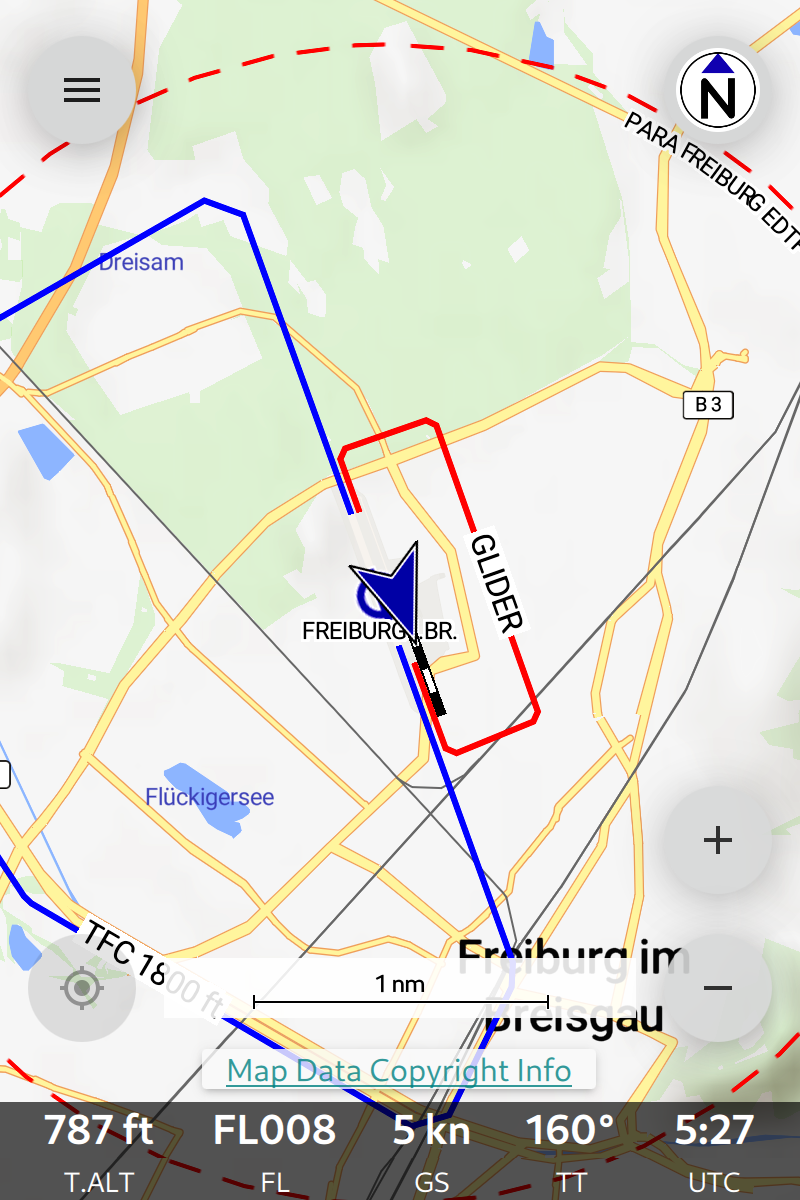 N
PARA FREIBURG EDTF
Dreisam
B 3
GLIDER
FREIBURG
BR.
Flückigersee
TFC 1800 ft
Freiburg im
Breisgau
1 nm
Map Data Copyright Info
787 ft FL008 5 kn 160° 5:27
T.ALT FL GS TT UTC